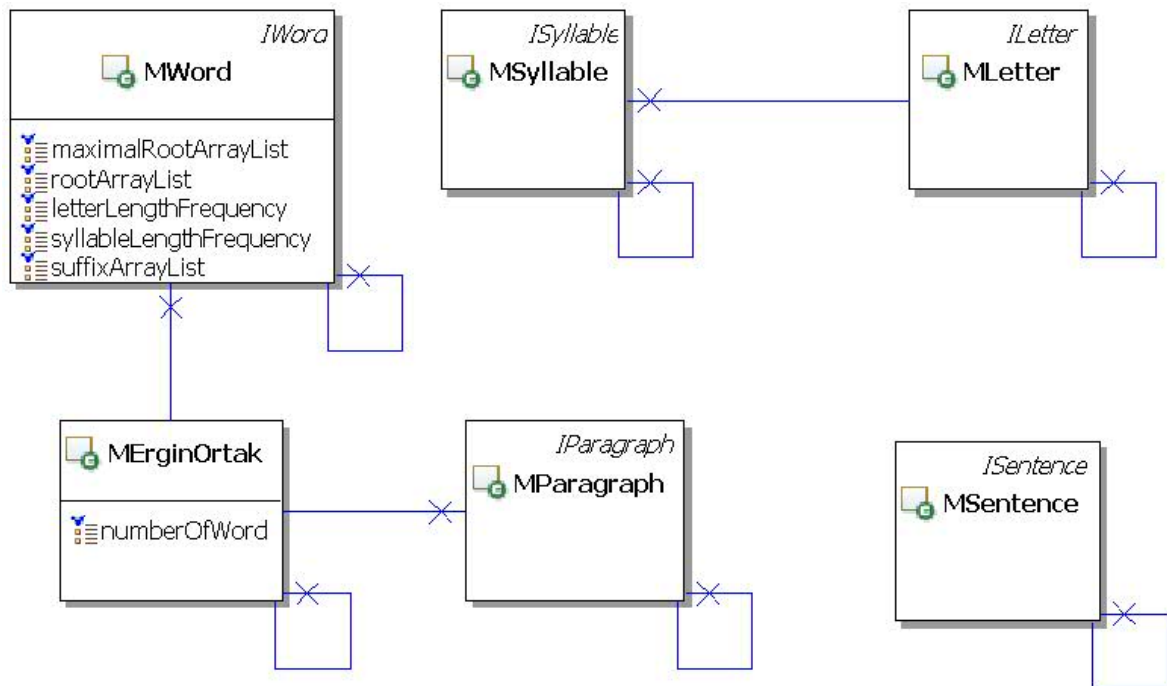 IWord
MWord
maximalRootArrayList
rootArrayList
letterLengthFrequency
syllableLengthFrequency
suffixArrayList
ISyllable
MSyllable
ILetter
MLetter
MErginOrtak
numberOfWord
IParagraph
MParagraph
ISentence
MSentence